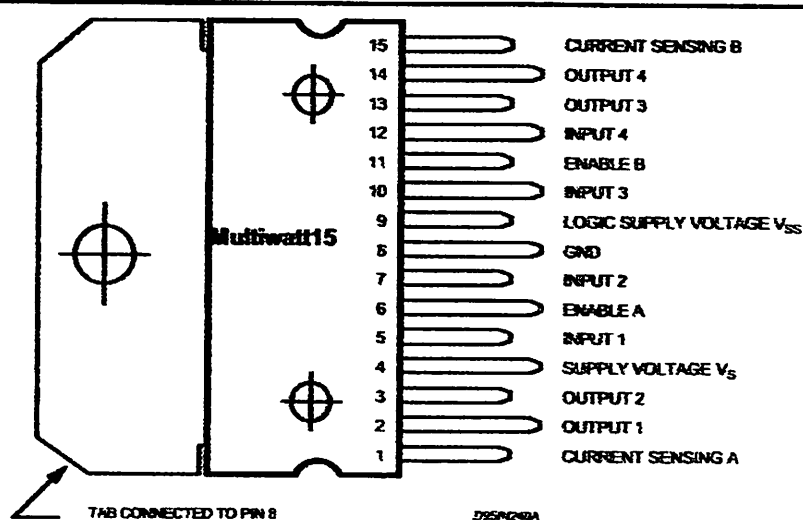 15 CURRENT SENSING B
14 OUTPUT 4
13 OUTPUT 3
12 INPUT 4
11 ENABLE B
10 INPUT 3
9 LOGIC SUPPLY VOLTAGE VSS
8 GND
Multiwatt15
7 INPUT 2
6 ENABLE A
5 INPUT 1
4 SUPPLY VOLTAGE VS
3 OUTPUT 2
2 OUTPUT 1
1 CURRENT SENSING A
TAB CONNECTED TO PIN 8